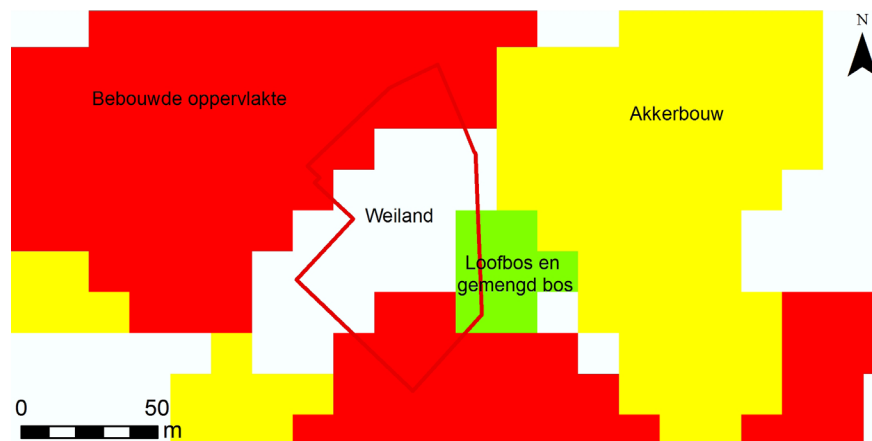 N
Bebouwde oppervlakte
Akkerbouw
Weiland
Loofbos en
gemengd bos
0 50
m